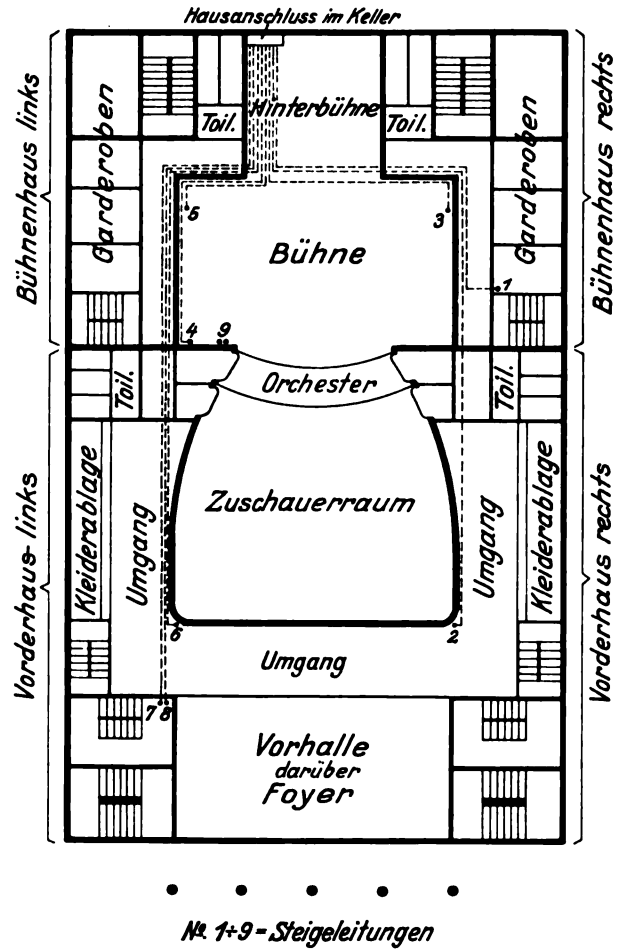 Hausanschluss im Keller
Hinterbühne
Toil.
Toil.
Bühnenhaus links
Garderoben
Garderoben
Bühnenhaus rechts
5
3
Bühne
1
4 9
Orchester
Toil.
Toil.
Zuschauerraum
Vorderhaus links
Kleiderablage
Umgang
Umgang
Kleiderablage
Vorderhaus rechts
6
2
Umgang
7 8
Vorhalle
darüber
Foyer
№. 1÷9 = Steigeleitungen